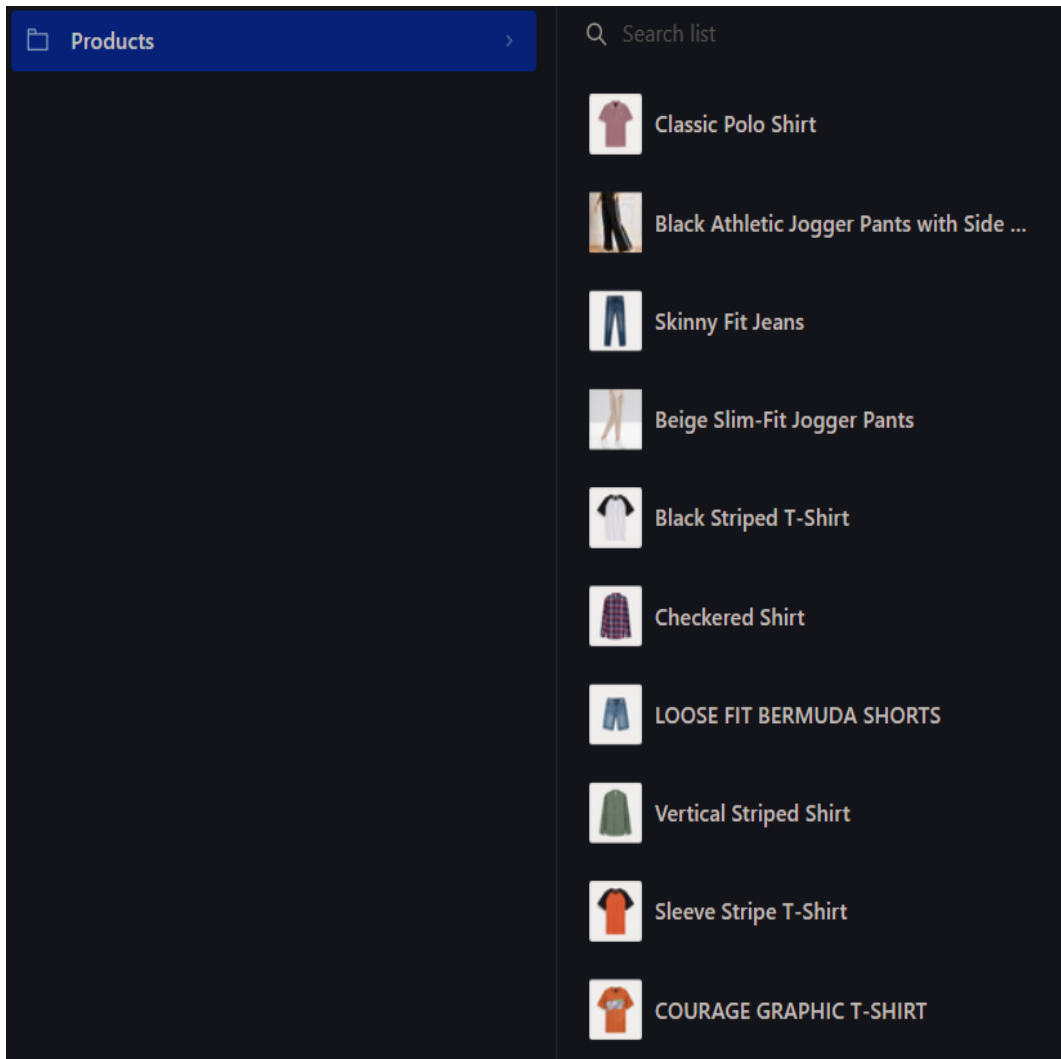 Products
Search list
Classic Polo Shirt
Black Athletic Jogger Pants with Side ...
Skinny Fit Jeans
Beige Slim-Fit Jogger Pants
Black Striped T-Shirt
Checkered Shirt
LOOSE FIT BERMUDA SHORTS
Vertical Striped Shirt
Sleeve Stripe T-Shirt
COURAGE GRAPHIC T-SHIRT